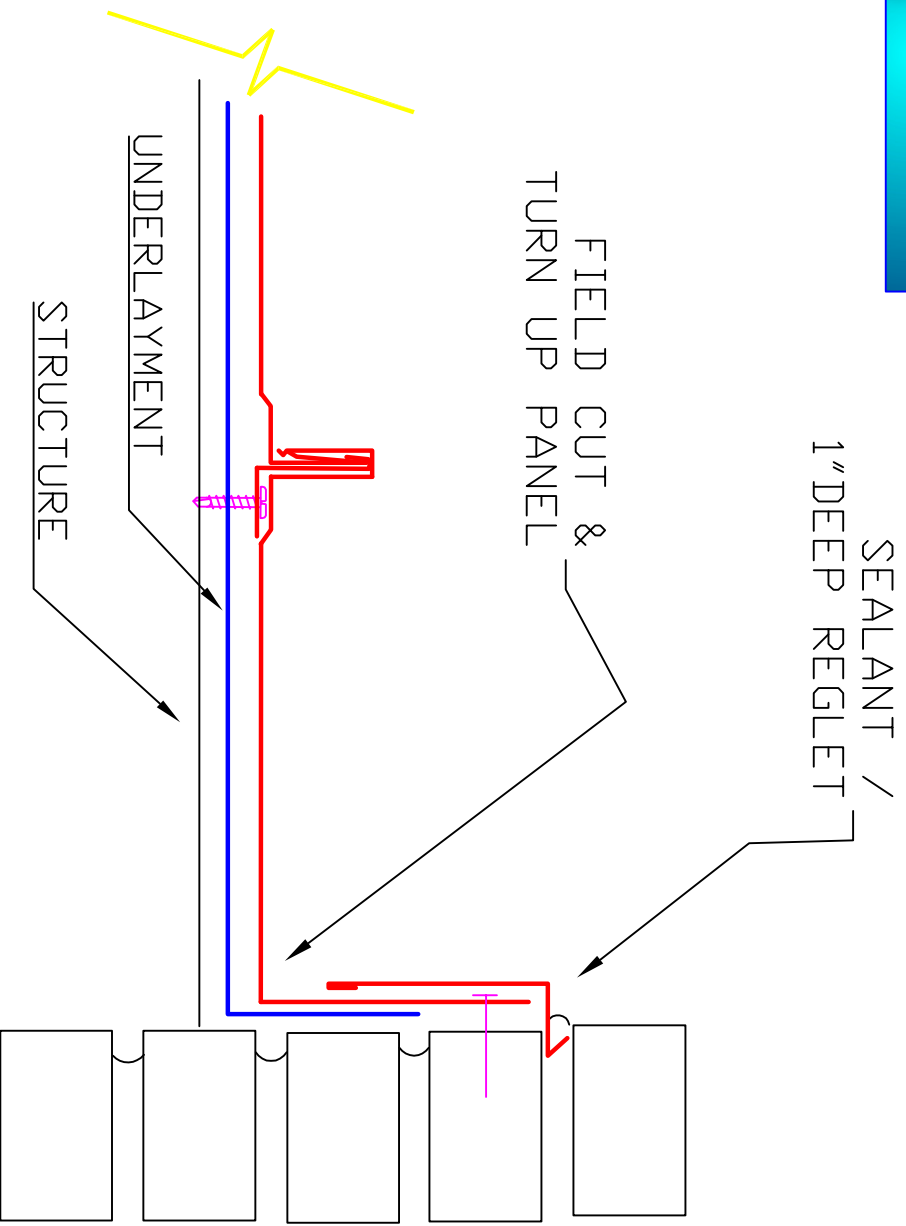 SEALANT /
1"DEEP REGLET
FIELD CUT &
TURN UP PANEL
UNDERLAYMENT
STRUCTURE